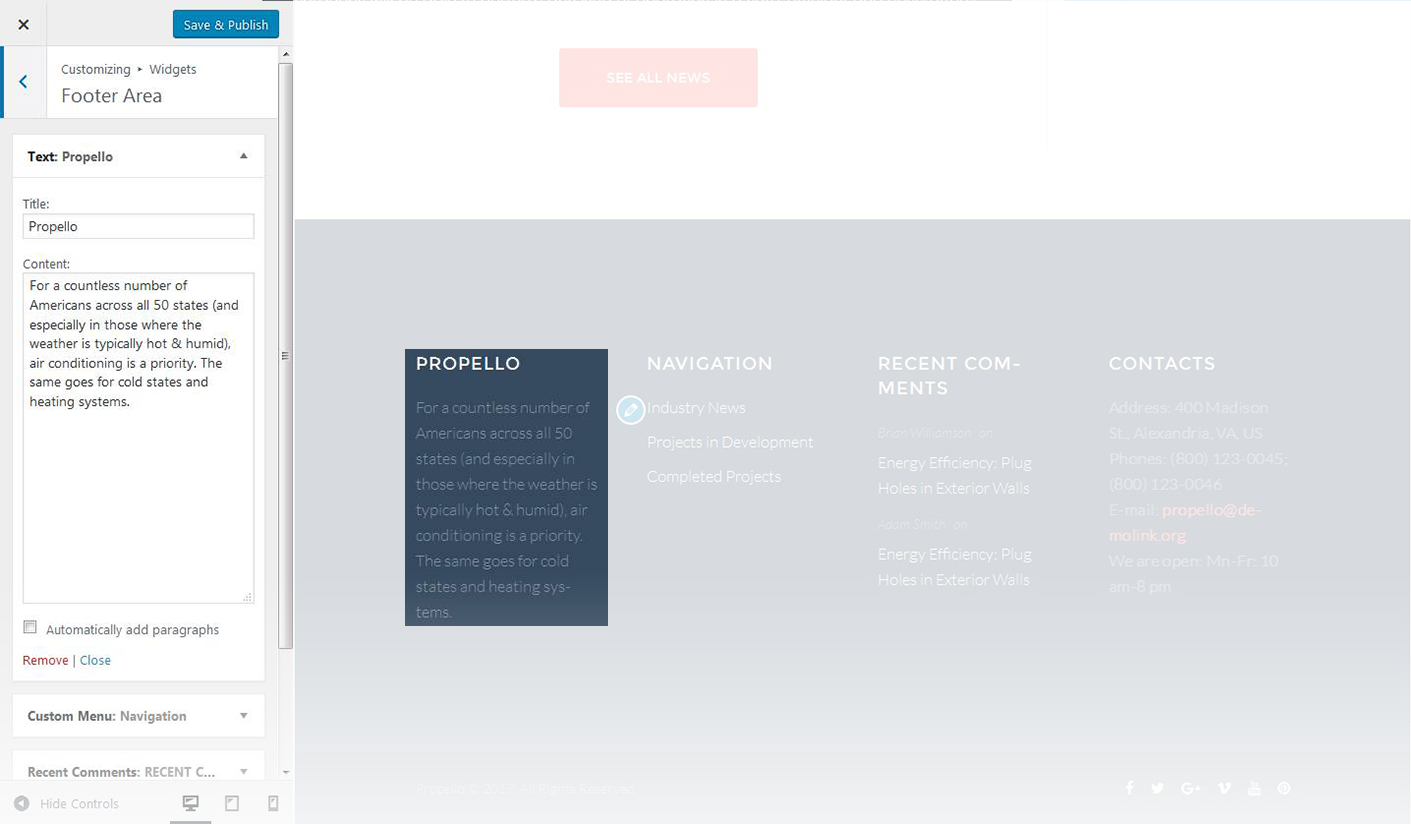 Save & Publish
Customizing ▸ Widgets
Footer Area
Text: Propello
Title:
Propello
Content:
For a countless number of
Americans across all 50 states (and
especially in those where the
weather is typically hot & humid),
air conditioning is a priority. The
same goes for cold states and
heating systems.
Automatically add paragraphs
Remove | Close
Custom Menu: Navigation
Recent Comments: RECENT C...
Hide Controls
SEE ALL NEWS
PROPELLO
For a countless number of
Americans across all 50
states (and especially in
those where the weather is
typically hot & humid), air
conditioning is a priority.
The same goes for cold
states and heating sys-
tems.
NAVIGATION
Industry News
Projects in Development
Completed Projects
RECENT COM-
MENTS
Brian Williamson on
Energy Efficiency: Plug
Holes in Exterior Walls
Adam Smith on
Energy Efficiency: Plug
Holes in Exterior Walls
CONTACTS
Address: 400 Madison
St., Alexandria, VA, US
Phones: (800) 123-0045;
(800) 123-0046
E-mail: propello@de-
molink.org
We are open: Mn-Fr: 10
am-8 pm
Propello © All Rights Reserved